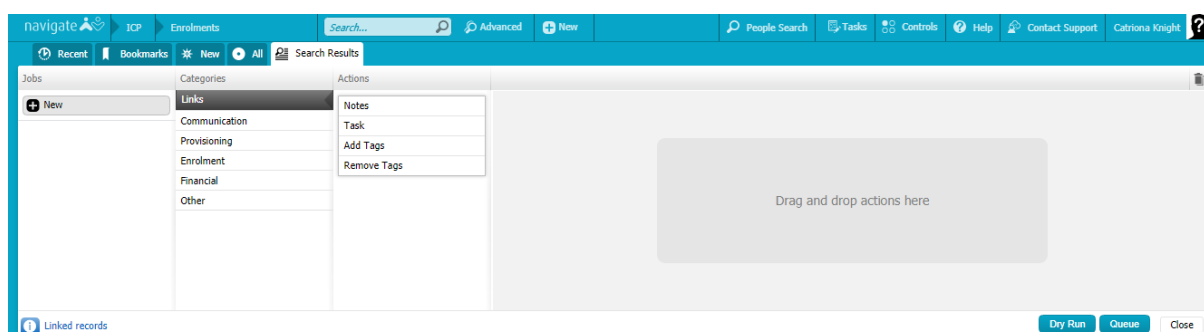 navigate ICP Enrolments Search... Advanced New People Search Tasks Controls Help Contact Support Catriona Knight
Recent Bookmarks New All Search Results
Jobs Categories Actions
New
Links
Communication
Provisioning
Enrolment
Financial
Other
Notes
Task
Add Tags
Remove Tags
Drag and drop actions here
Linked records Dry Run Queue Close